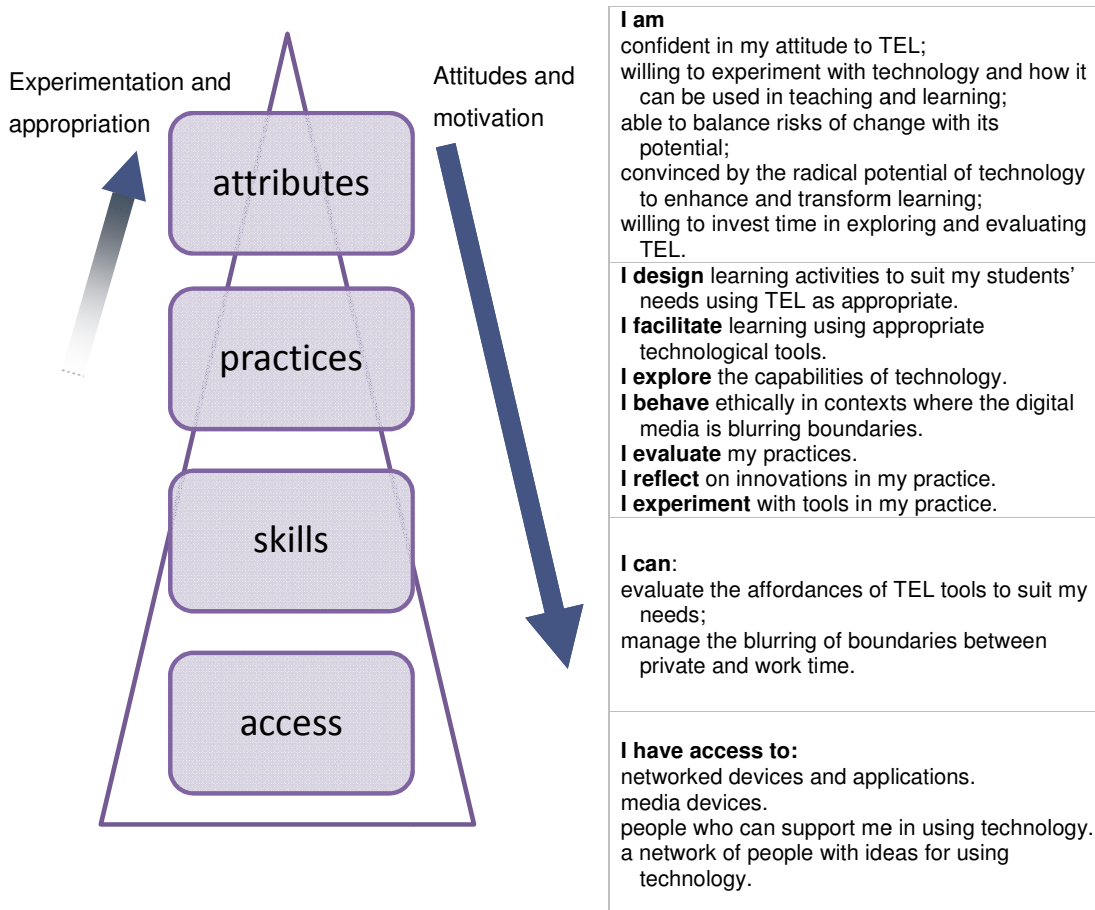 Experimentation and
appropriation
Attitudes and
motivation
attributes
practices
skills
access
I am
confident in my attitude to TEL;
willing to experiment with technology and how it
can be used in teaching and learning;
able to balance risks of change with its
potential;
convinced by the radical potential of technology
to enhance and transform learning;
willing to invest time in exploring and evaluating
TEL.
I design learning activities to suit my students’
needs using TEL as appropriate.
I facilitate learning using appropriate
technological tools.
I explore the capabilities of technology.
I behave ethically in contexts where the digital
media is blurring boundaries.
I evaluate my practices.
I reflect on innovations in my practice.
I experiment with tools in my practice.
I can:
evaluate the affordances of TEL tools to suit my
needs;
manage the blurring of boundaries between
private and work time.
I have access to:
networked devices and applications.
media devices.
people who can support me in using technology.
a network of people with ideas for using
technology.